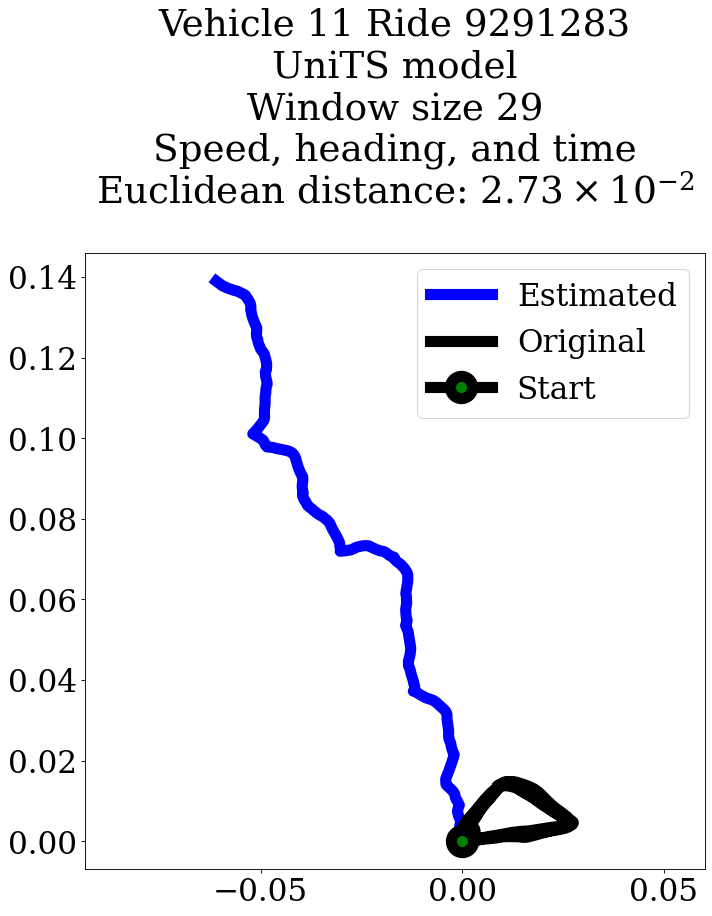 Vehicle 11 Ride 9291283
UniTS model
Window size 29
Speed, heading, and time
Euclidean distance: 2.73 × 10⁻²
Estimated
Original
Start
0.14
0.12
0.10
0.08
0.06
0.04
0.02
0.00
−0.05
0.00
0.05